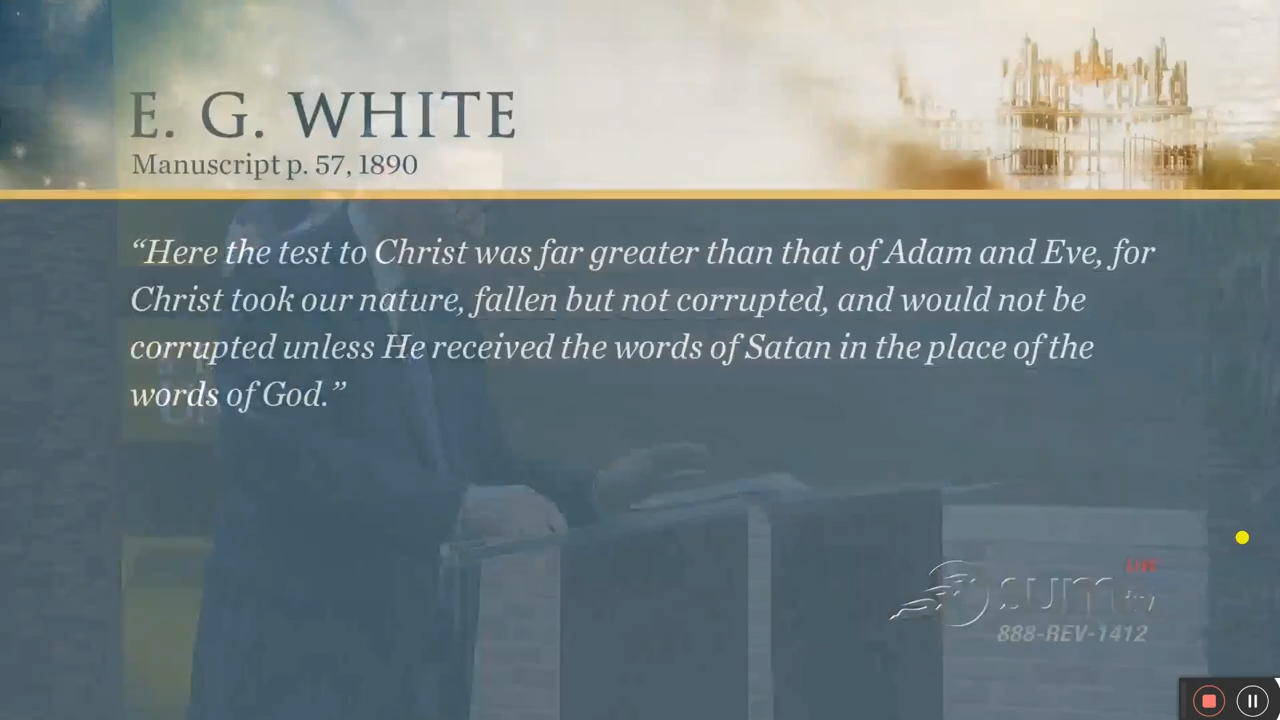 E. G. WHITE
Manuscript p. 57, 1890
“Here the test to Christ was far greater than that of Adam and Eve, for
Christ took our nature, fallen but not corrupted, and would not be
corrupted unless He received the words of Satan in the place of the
words of God.”
LIVE
sumtv
888-REV-1412